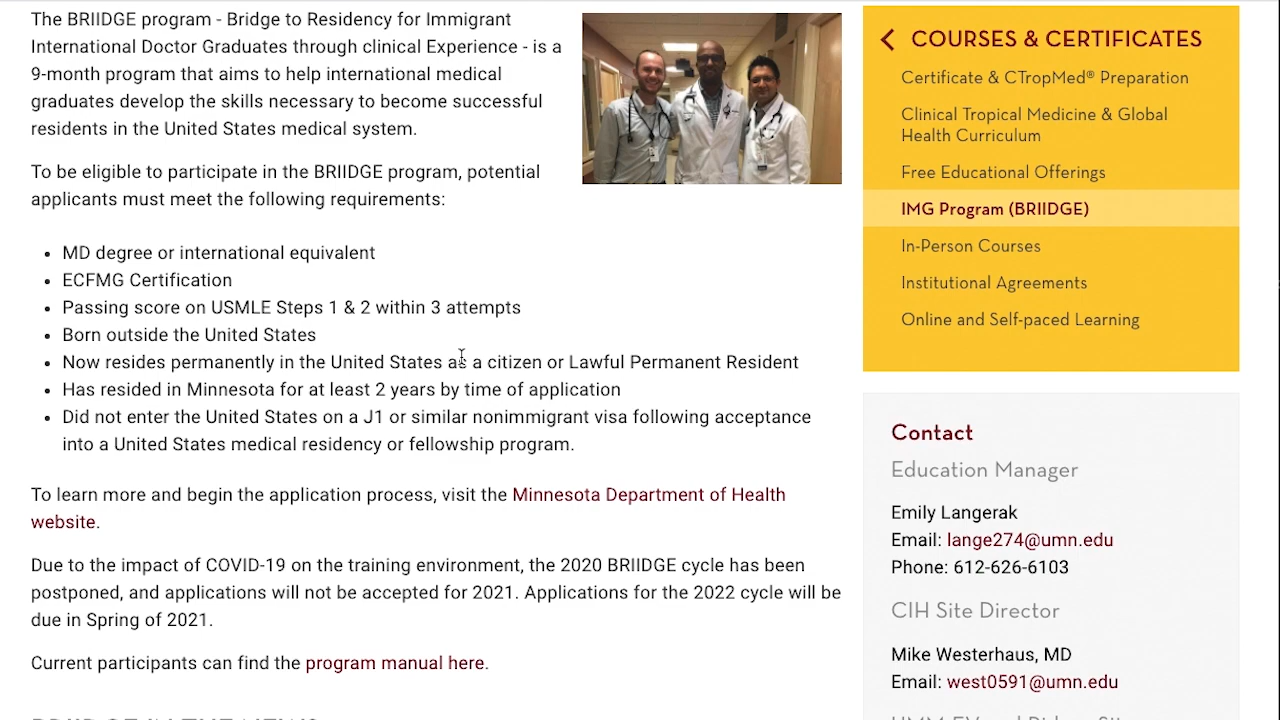 The BRIIDGE program - Bridge to Residency for Immigrant
International Doctor Graduates through clinical Experience - is a
9-month program that aims to help international medical
graduates develop the skills necessary to become successful
residents in the United States medical system.
To be eligible to participate in the BRIIDGE program, potential
applicants must meet the following requirements:
• MD degree or international equivalent
• ECFMG Certification
• Passing score on USMLE Steps 1 & 2 within 3 attempts
• Born outside the United States
• Now resides permanently in the United States as a citizen or Lawful Permanent Resident
• Has resided in Minnesota for at least 2 years by time of application
• Did not enter the United States on a J1 or similar nonimmigrant visa following acceptance
into a United States medical residency or fellowship program.
To learn more and begin the application process, visit the Minnesota Department of Health
website.
Due to the impact of COVID-19 on the training environment, the 2020 BRIIDGE cycle has been
postponed, and applications will not be accepted for 2021. Applications for the 2022 cycle will be
due in Spring of 2021.
Current participants can find the program manual here.
COURSES & CERTIFICATES
Certificate & CTropMed® Preparation
Clinical Tropical Medicine & Global
Health Curriculum
Free Educational Offerings
IMG Program (BRIIDGE)
In-Person Courses
Institutional Agreements
Online and Self-paced Learning
Contact
Education Manager
Emily Langerak
Email: lange274@umn.edu
Phone: 612-626-6103
CIH Site Director
Mike Westerhaus, MD
Email: west0591@umn.edu